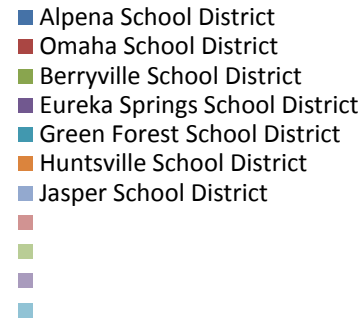 Alpena School District
Omaha School District
Berryville School District
Eureka Springs School District
Green Forest School District
Huntsville School District
Jasper School District